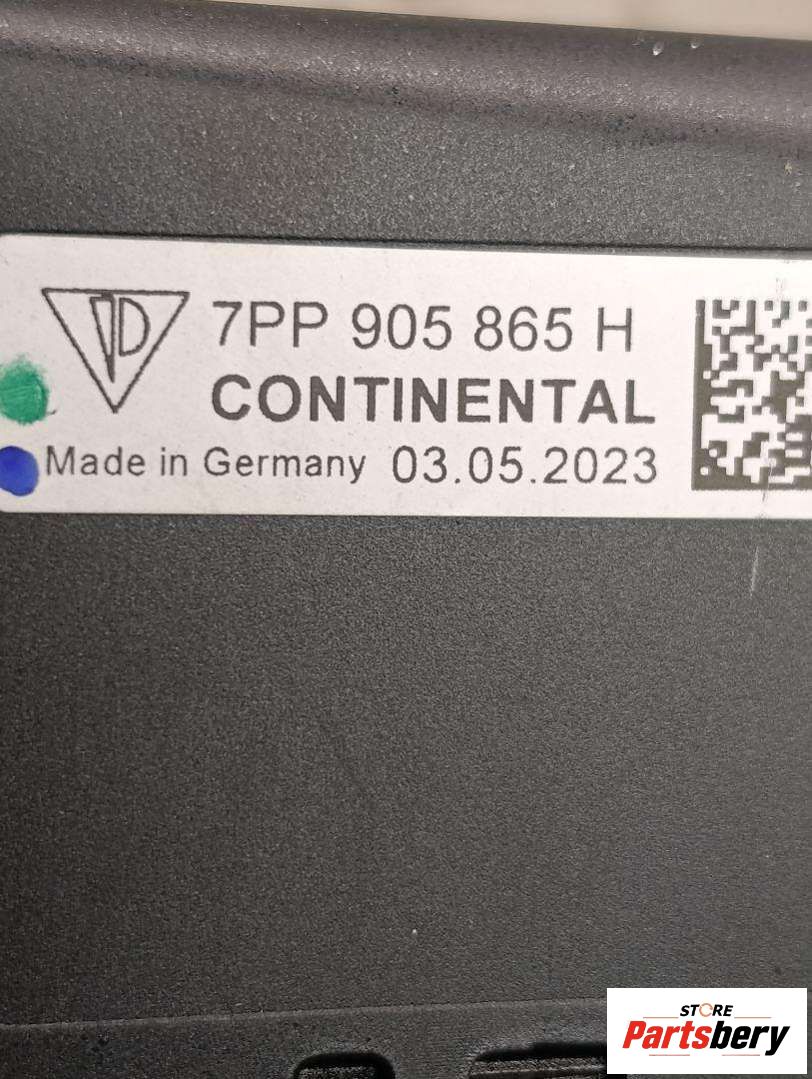 7PP 905 865 H
CONTINENTAL
Made in Germany 03.05.2023
STORE
Partsbery